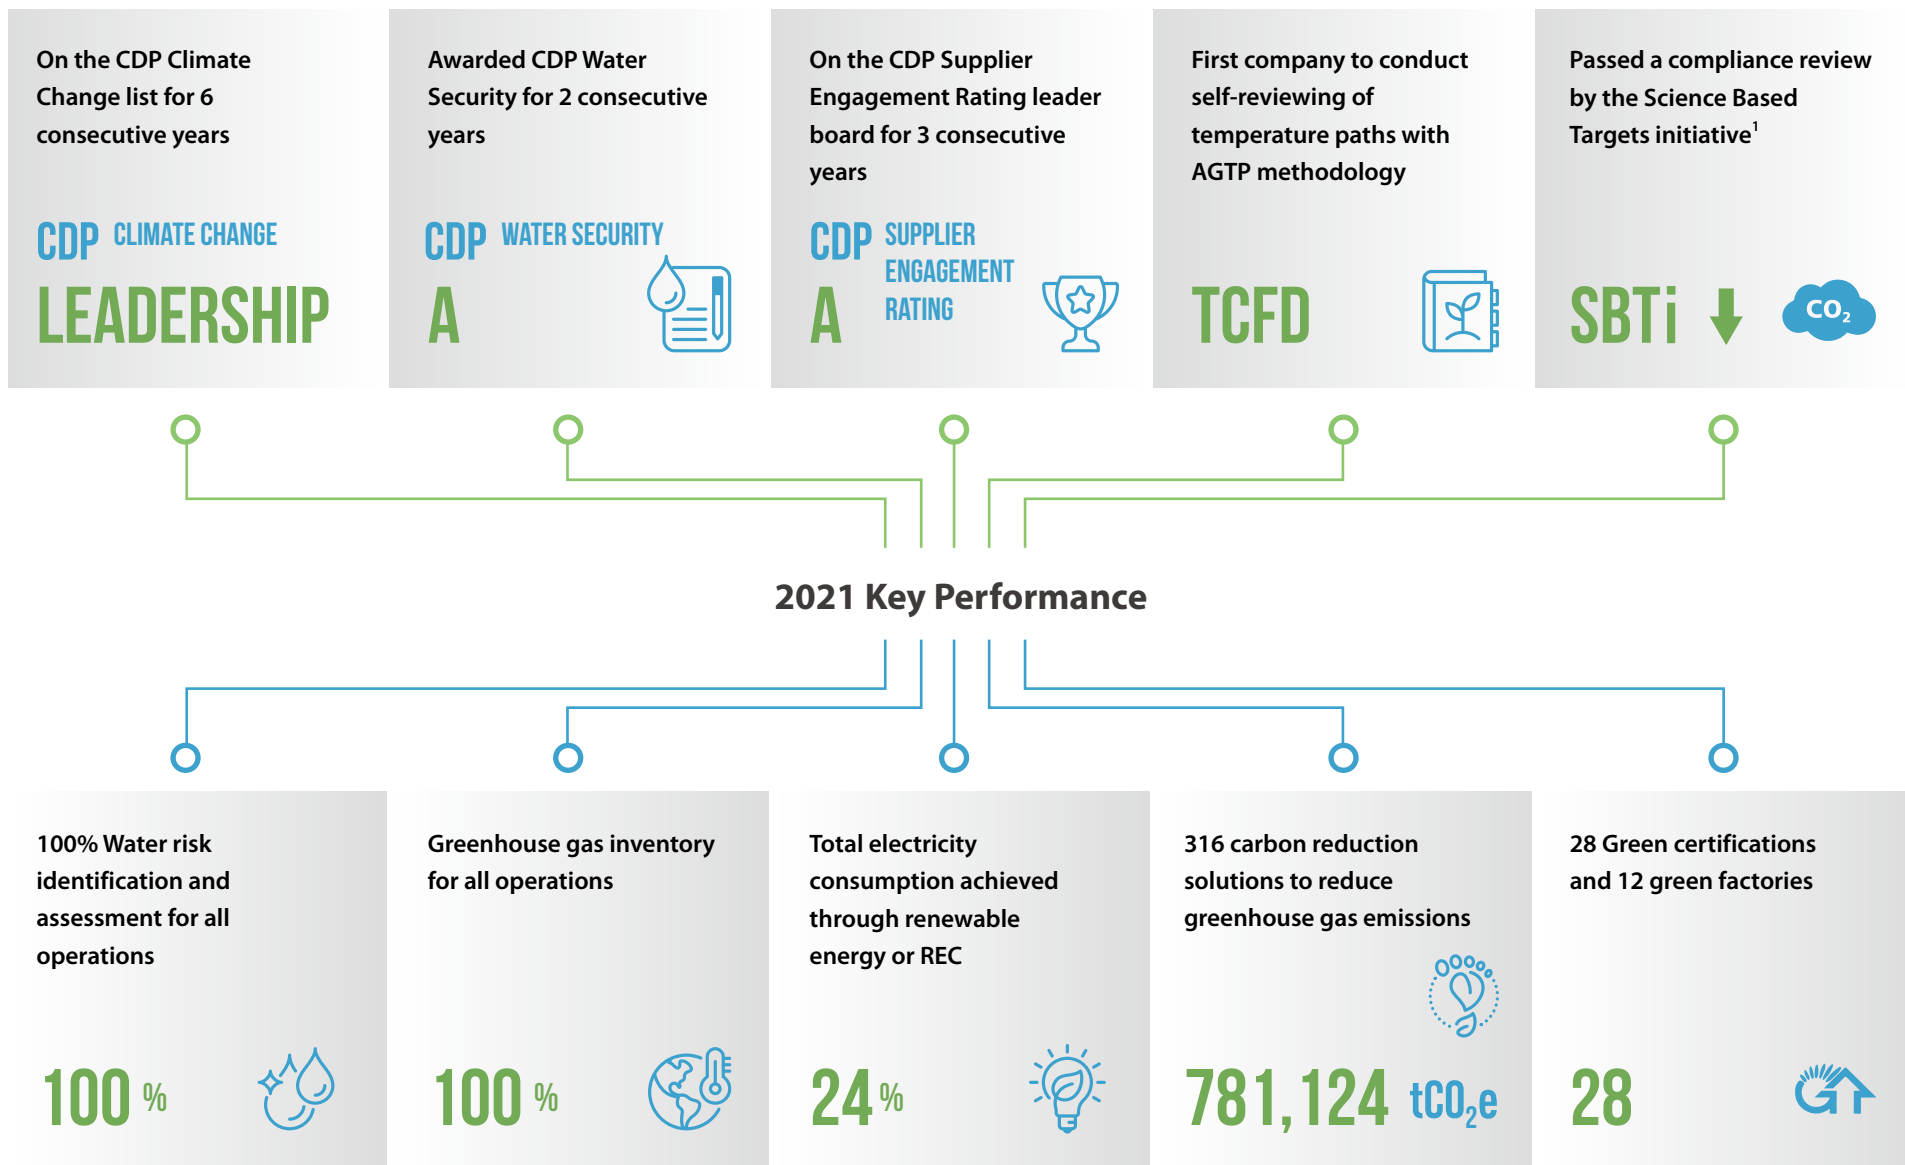 On the CDP Climate
Change list for 6
consecutive years
CDP CLIMATE CHANGE
LEADERSHIP
Awarded CDP Water
Security for 2 consecutive
years
CDP WATER SECURITY
A
On the CDP Supplier
Engagement Rating leader
board for 3 consecutive
years
CDP SUPPLIER
ENGAGEMENT
RATING
A
First company to conduct
self-reviewing of
temperature paths with
AGTP methodology
TCFD
Passed a compliance review
by the Science Based
Targets initiative¹
SBTi
CO₂
2021 Key Performance
100% Water risk
identification and
assessment for all
operations
100 %
Greenhouse gas inventory
for all operations
100 %
Total electricity
consumption achieved
through renewable
energy or REC
24 %
316 carbon reduction
solutions to reduce
greenhouse gas emissions
781,124 tCO₂e
28 Green certifications
and 12 green factories
28